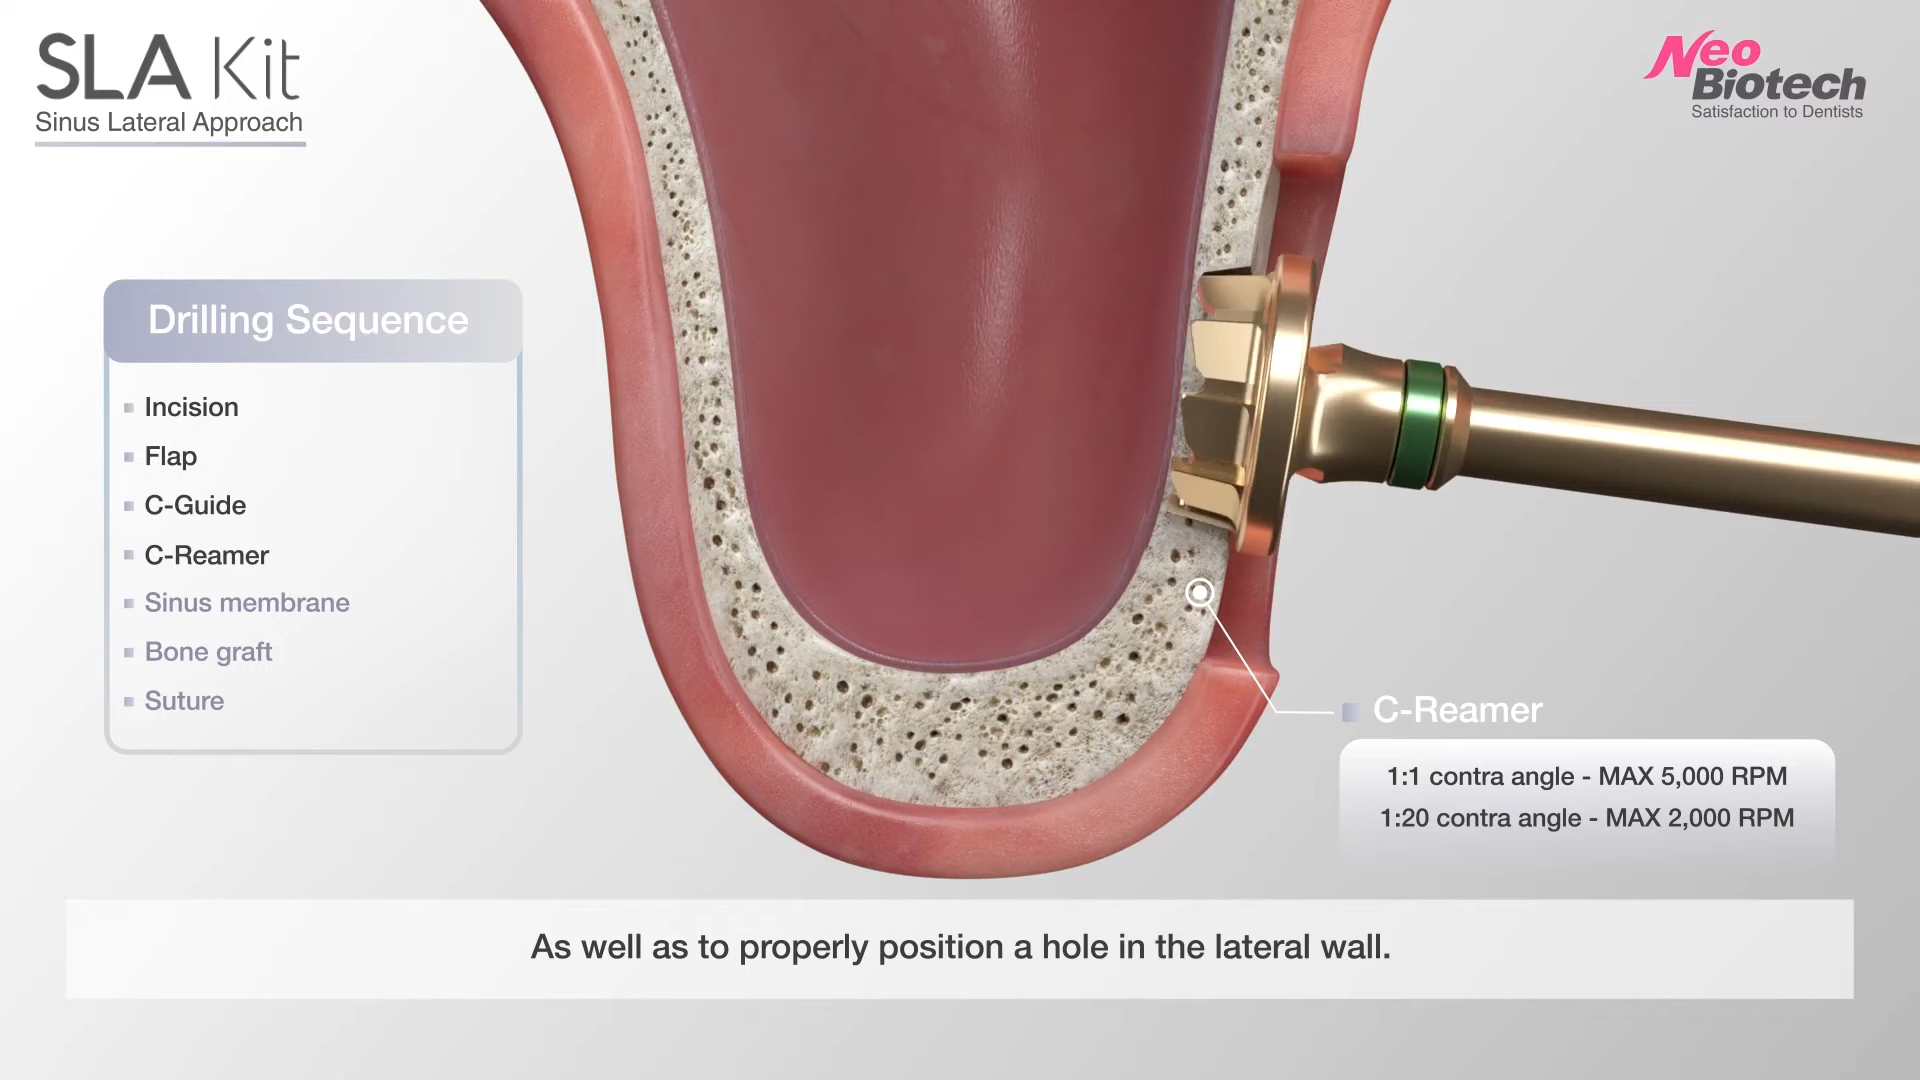 SLA Kit
Sinus Lateral Approach
Neo
Biotech
Satisfaction to Dentists
Drilling Sequence
Incision
Flap
C-Guide
C-Reamer
Sinus membrane
Bone graft
Suture
C-Reamer
1:1 contra angle - MAX 5,000 RPM
1:20 contra angle - MAX 2,000 RPM
As well as to properly position a hole in the lateral wall.